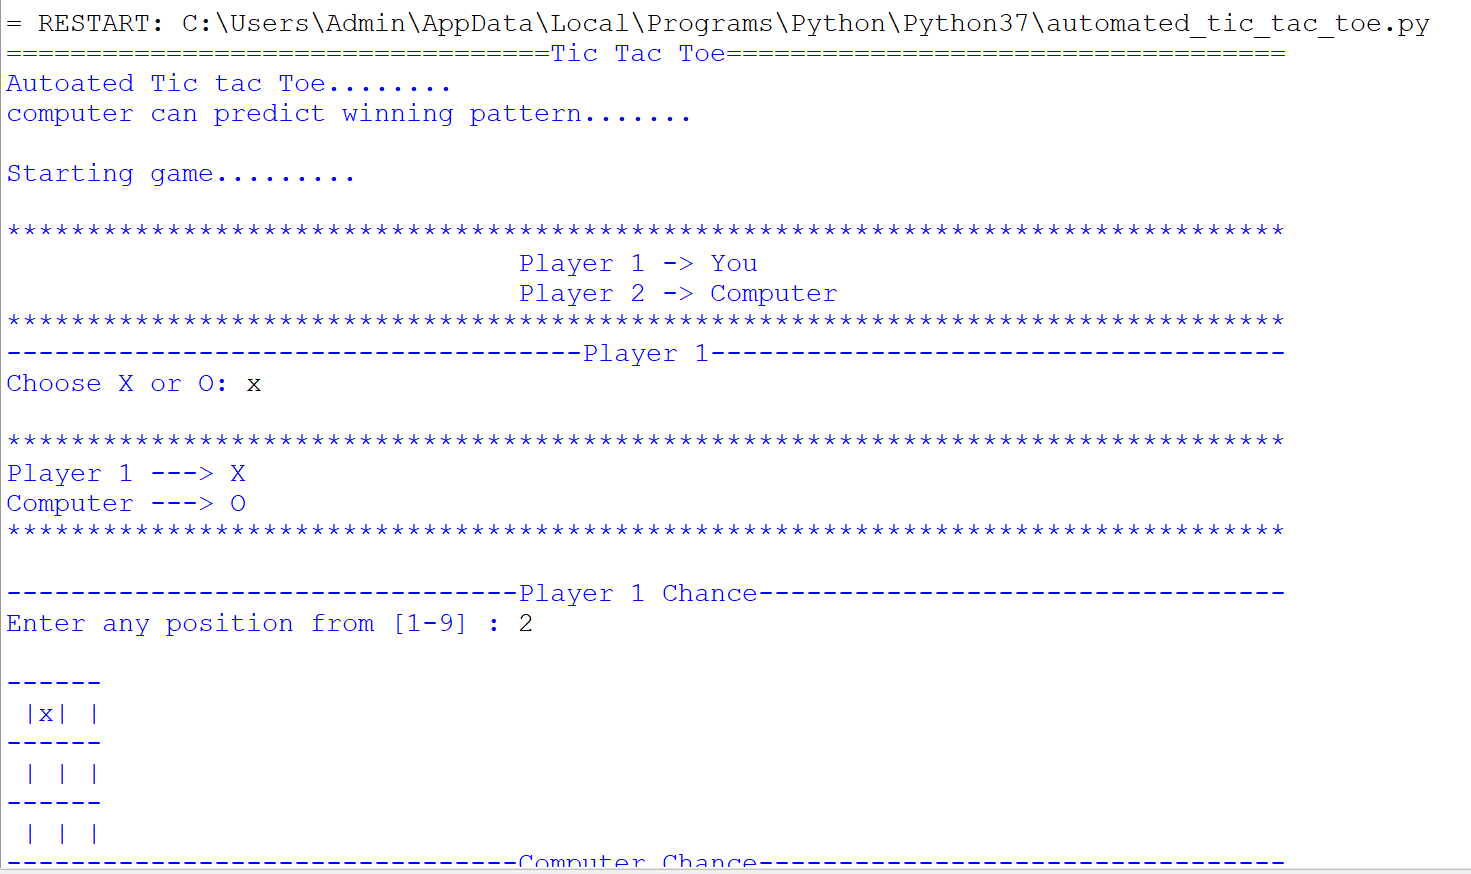 = RESTART: C:\Users\Admin\AppData\Local\Programs\Python\Python37\automated_tic_tac_toe.py
==================================Tic Tac Toe===================================
Autoated Tic tac Toe........
computer can predict winning pattern.......
Starting game.........
********************************************************************************
Player 1 -> You
Player 2 -> Computer
********************************************************************************
------------------------------------Player 1------------------------------------
Choose X or O: x
********************************************************************************
Player 1 ---> X
Computer ---> O
********************************************************************************
--------------------------------Player 1 Chance---------------------------------
Enter any position from [1-9] : 2
------
 |x| |
------
 | | |
------
 | | |
--------------------------------Computer Chance---------------------------------